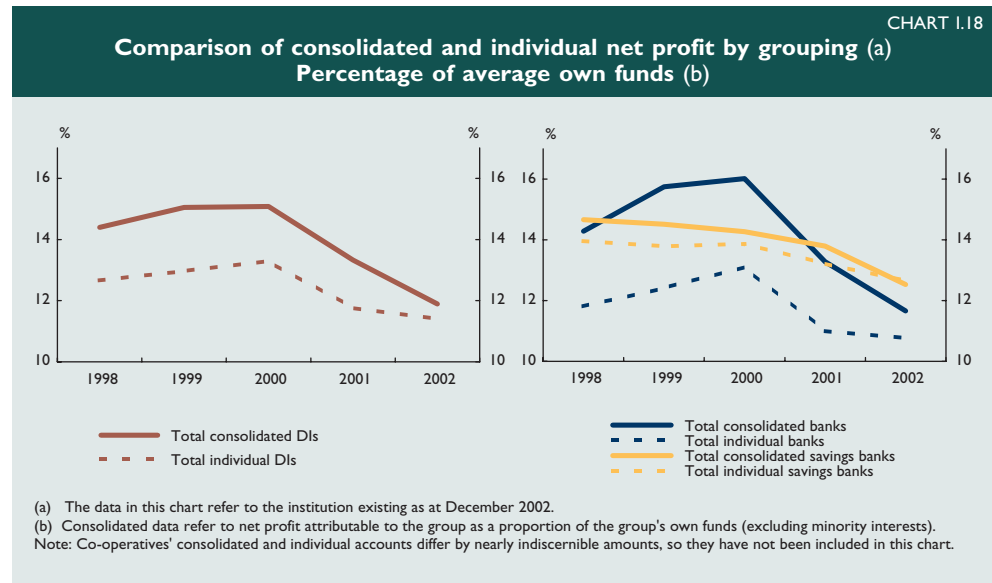 CHART I.18
Comparison of consolidated and individual net profit by grouping (a)
Percentage of average own funds (b)
% %
16 16
14 14
12 12
10 10
1998 1999 2000 2001 2002
Total consolidated DIs
Total individual DIs
% %
16 16
14 14
12 12
10 10
1998 1999 2000 2001 2002
Total consolidated banks
Total individual banks
Total consolidated savings banks
Total individual savings banks
(a) The data in this chart refer to the institution existing as at December 2002.
(b) Consolidated data refer to net profit attributable to the group as a proportion of the group's own funds (excluding minority interests).
Note: Co-operatives' consolidated and individual accounts differ by nearly indiscernible amounts, so they have not been included in this chart.